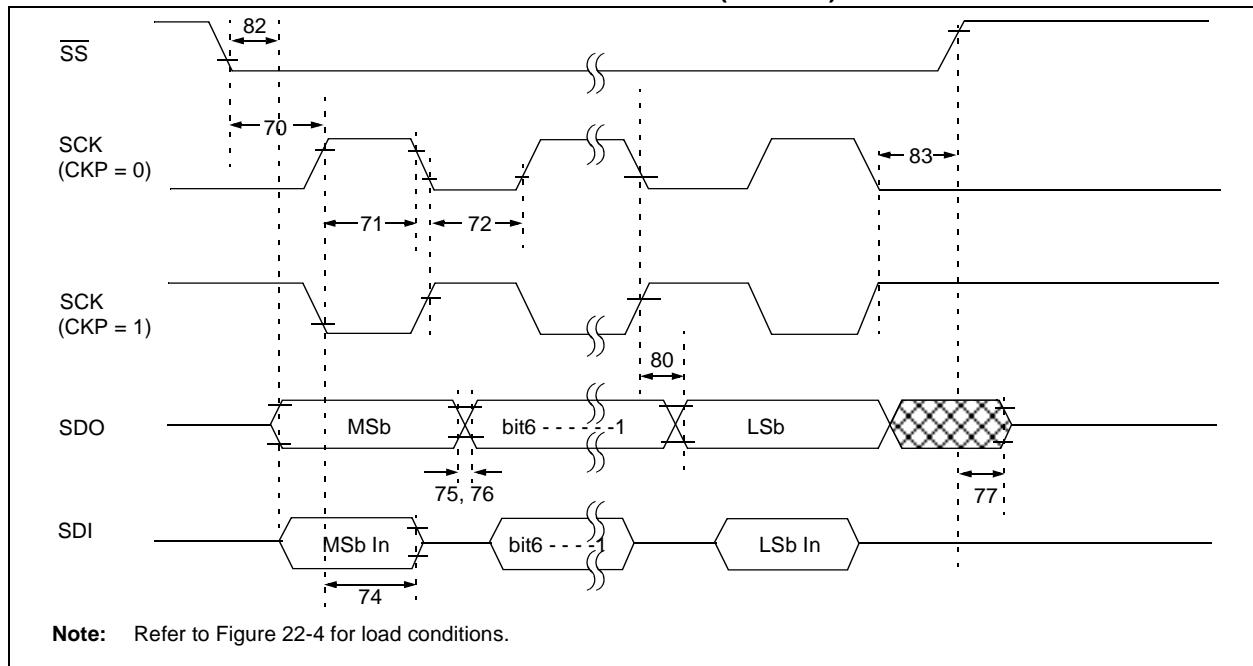 82
SS
70
SCK
(CKP = 0)
83
71
72
SCK
(CKP = 1)
80
SDO
MSb
bit6 - - - - - -1
LSb
75, 76
77
SDI
MSb In
bit6 - - - - -1
LSb In
74
Note: Refer to Figure 22-4 for load conditions.